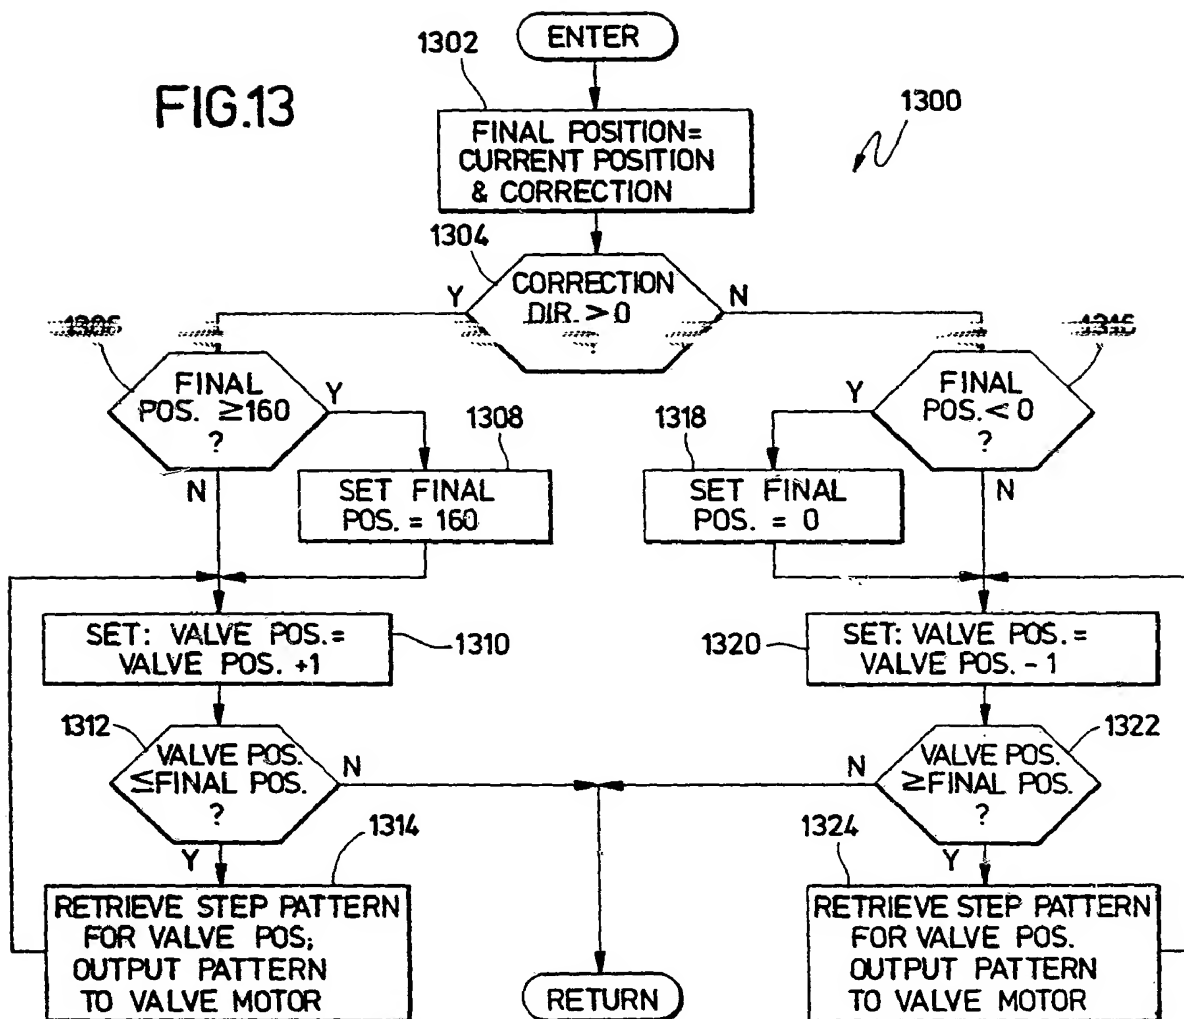 FIG.13
ENTER
1302
1300
FINAL POSITION=
CURRENT POSITION
& CORRECTION
1304
CORRECTION
DIR. > 0
Y
N
FINAL
POS. ≥160
?
Y
N
1308
SET FINAL
POS. = 160
FINAL
POS. < 0
?
Y
N
1318
SET FINAL
POS. = 0
SET: VALVE POS.=
VALVE POS. +1
1310
1320
SET: VALVE POS.=
VALVE POS. - 1
1312
VALVE POS.
≤FINAL POS.
?
N
Y
1322
VALVE POS.
≥FINAL POS.
?
N
Y
1314
RETRIEVE STEP PATTERN
FOR VALVE POS;
OUTPUT PATTERN
TO VALVE MOTOR
RETURN
1324
RETRIEVE STEP PATTERN
FOR VALVE POS.
OUTPUT PATTERN
TO VALVE MOTOR